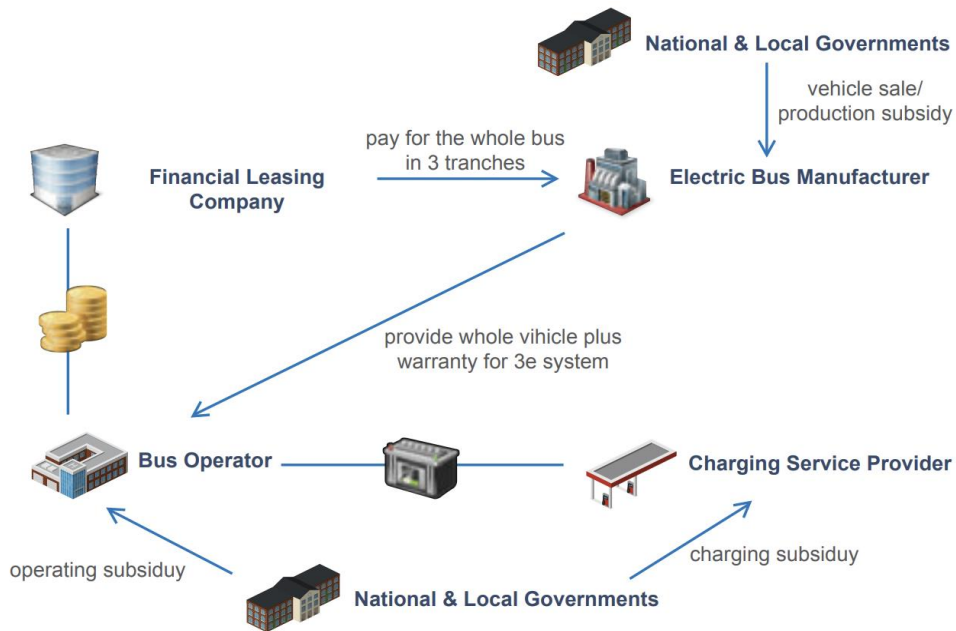 National & Local Governments
vehicle sale/
production subsidy
pay for the whole bus
in 3 tranches
Financial Leasing
Company
Electric Bus Manufacturer
provide whole vihicle plus
warranty for 3e system
Bus Operator
Charging Service Provider
operating subsiduy
charging subsiduy
National & Local Governments